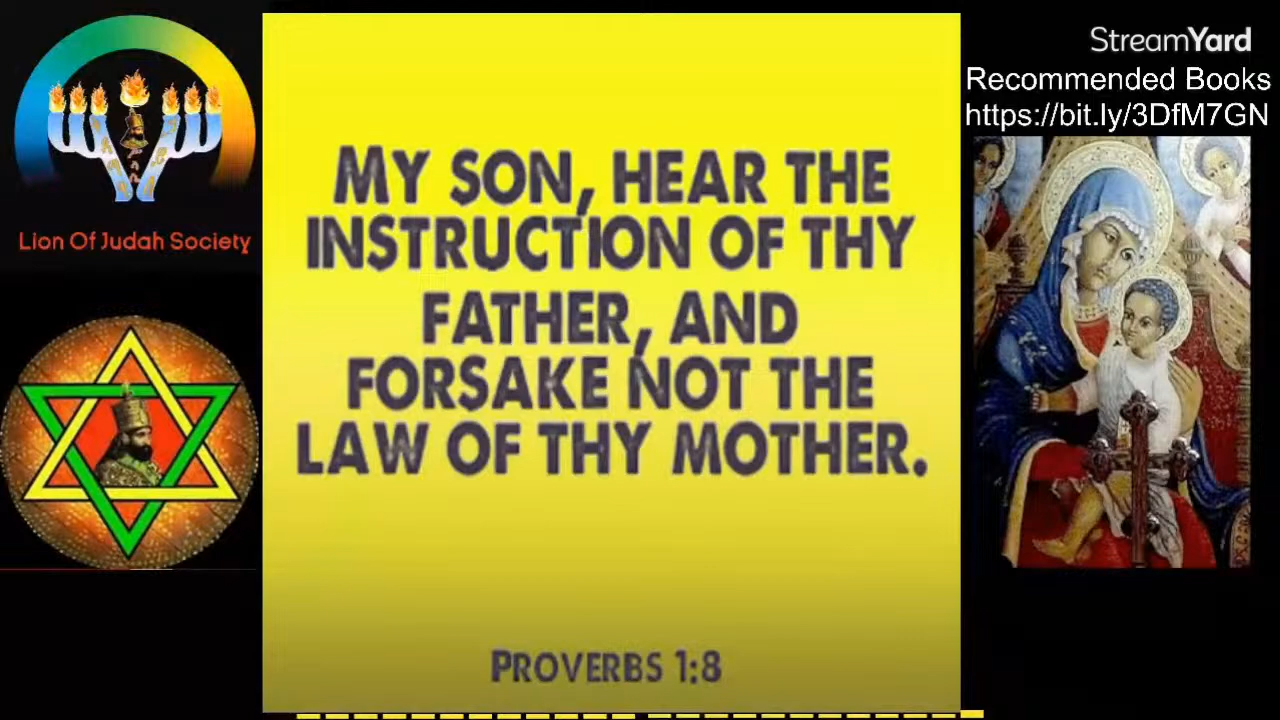 StreamYard
Recommended Books
https://bit.ly/3DfM7GN
Lion Of Judah Society
MY SON, HEAR THE
INSTRUCTION OF THY
FATHER, AND
FORSAKE NOT THE
LAW OF THY MOTHER.
PROVERBS 1:8